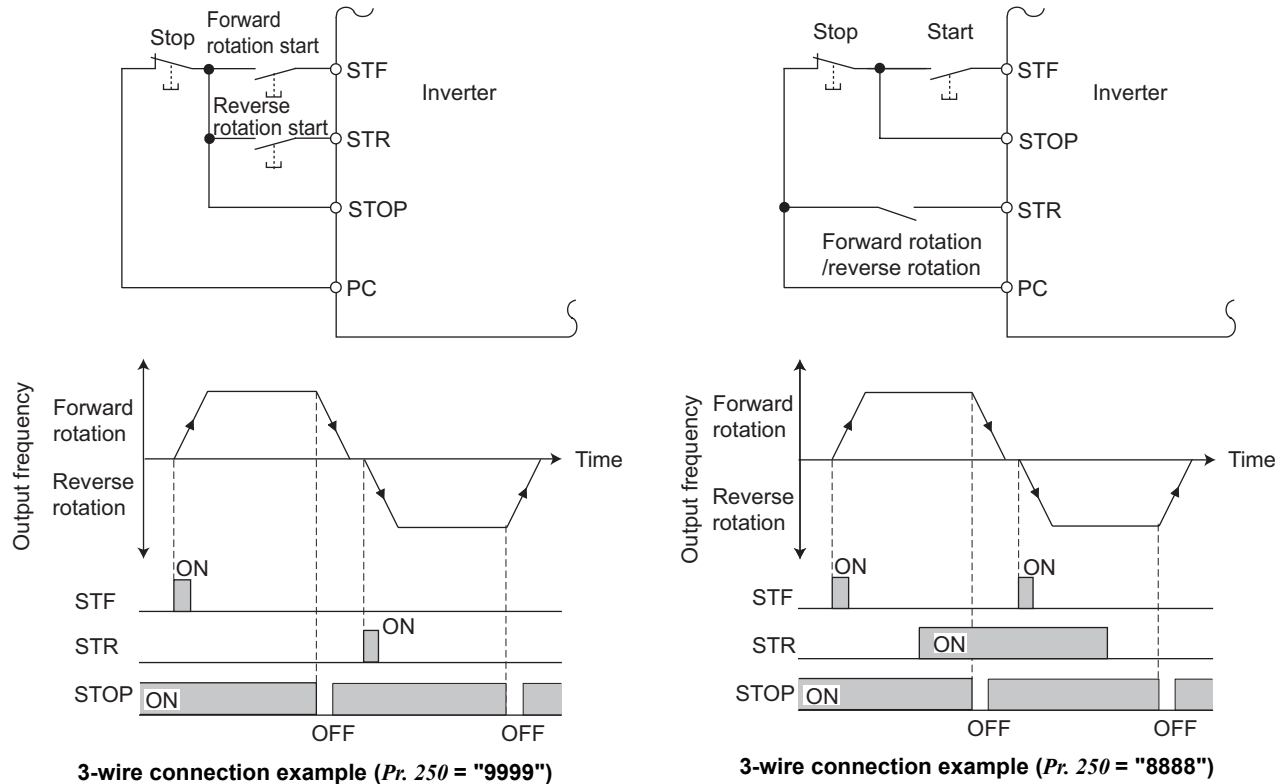 Stop
Forward
rotation start
STF
Inverter
Reverse
rotation start
STR
STOP
PC
Output frequency
Forward
rotation
Reverse
rotation
Time
STF
ON
STR
ON
STOP
ON
OFF
OFF
3-wire connection example (Pr. 250 = "9999")
Stop
Start
STF
Inverter
STOP
STR
Forward rotation
/reverse rotation
PC
Output frequency
Forward
rotation
Reverse
rotation
Time
STF
ON
ON
STR
ON
STOP
ON
OFF
OFF
3-wire connection example (Pr. 250 = "8888")